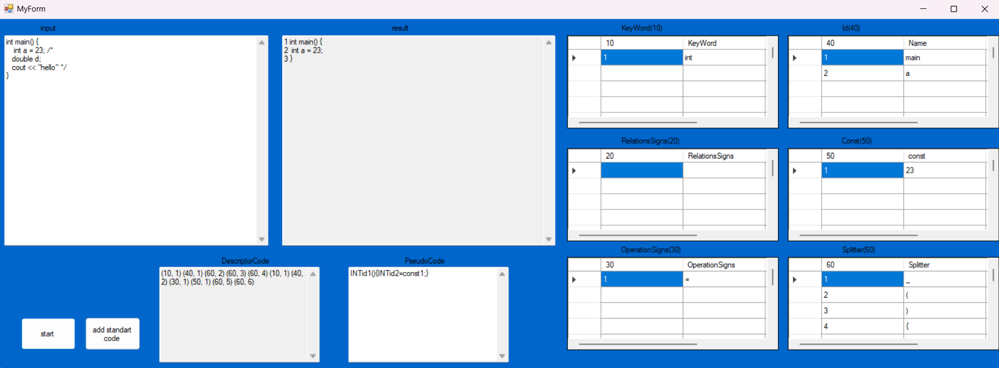 MyForm
input
int main() {
int a = 23; /*
double d;
cout << "hello" */
}
result
1 int main() {
2 int a = 23;
3 }
KeyWord(10)
10 KeyWord
1 int
Id(40)
40 Name
1 main
2 a
RelationsSigns(20)
20 RelationsSigns
Const(50)
50 const
1 23
OperationSigns(30)
30 OperationSigns
1 =
Splitter(60)
60 Splitter
1 _
2 (
3 )
4 {
DescriptorCode
(10, 1) (40, 1) (60, 2) (60, 3) (60, 4) (10, 1) (40,
2) (30, 1) (50, 1) (60, 5) (60, 6)
PseudoCode
INTid1(){INTid2=const1;}
start
add standart
code